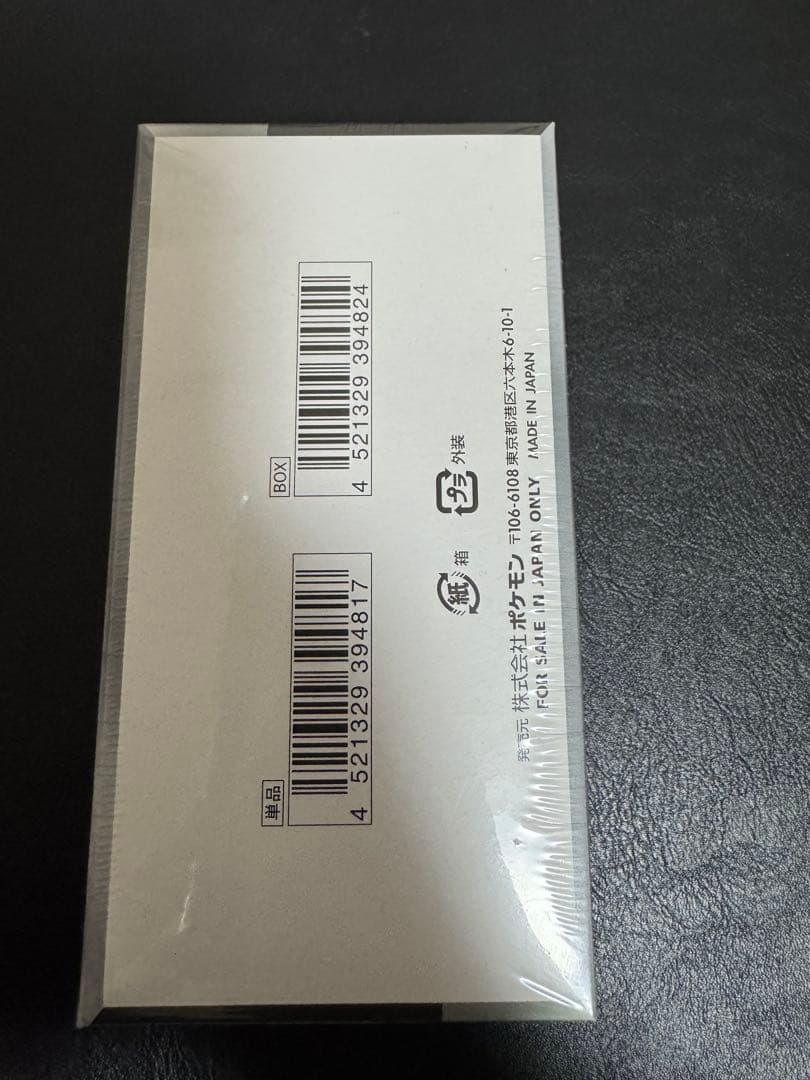 単品
4 521329 394817
BOX
4 521329 394824
紙 箱
プラ 外装
発売元 株式会社 ポケモン 〒106-6108 東京都港区六本木6-10-1
FOR SALE IN JAPAN ONLY MADE IN JAPAN